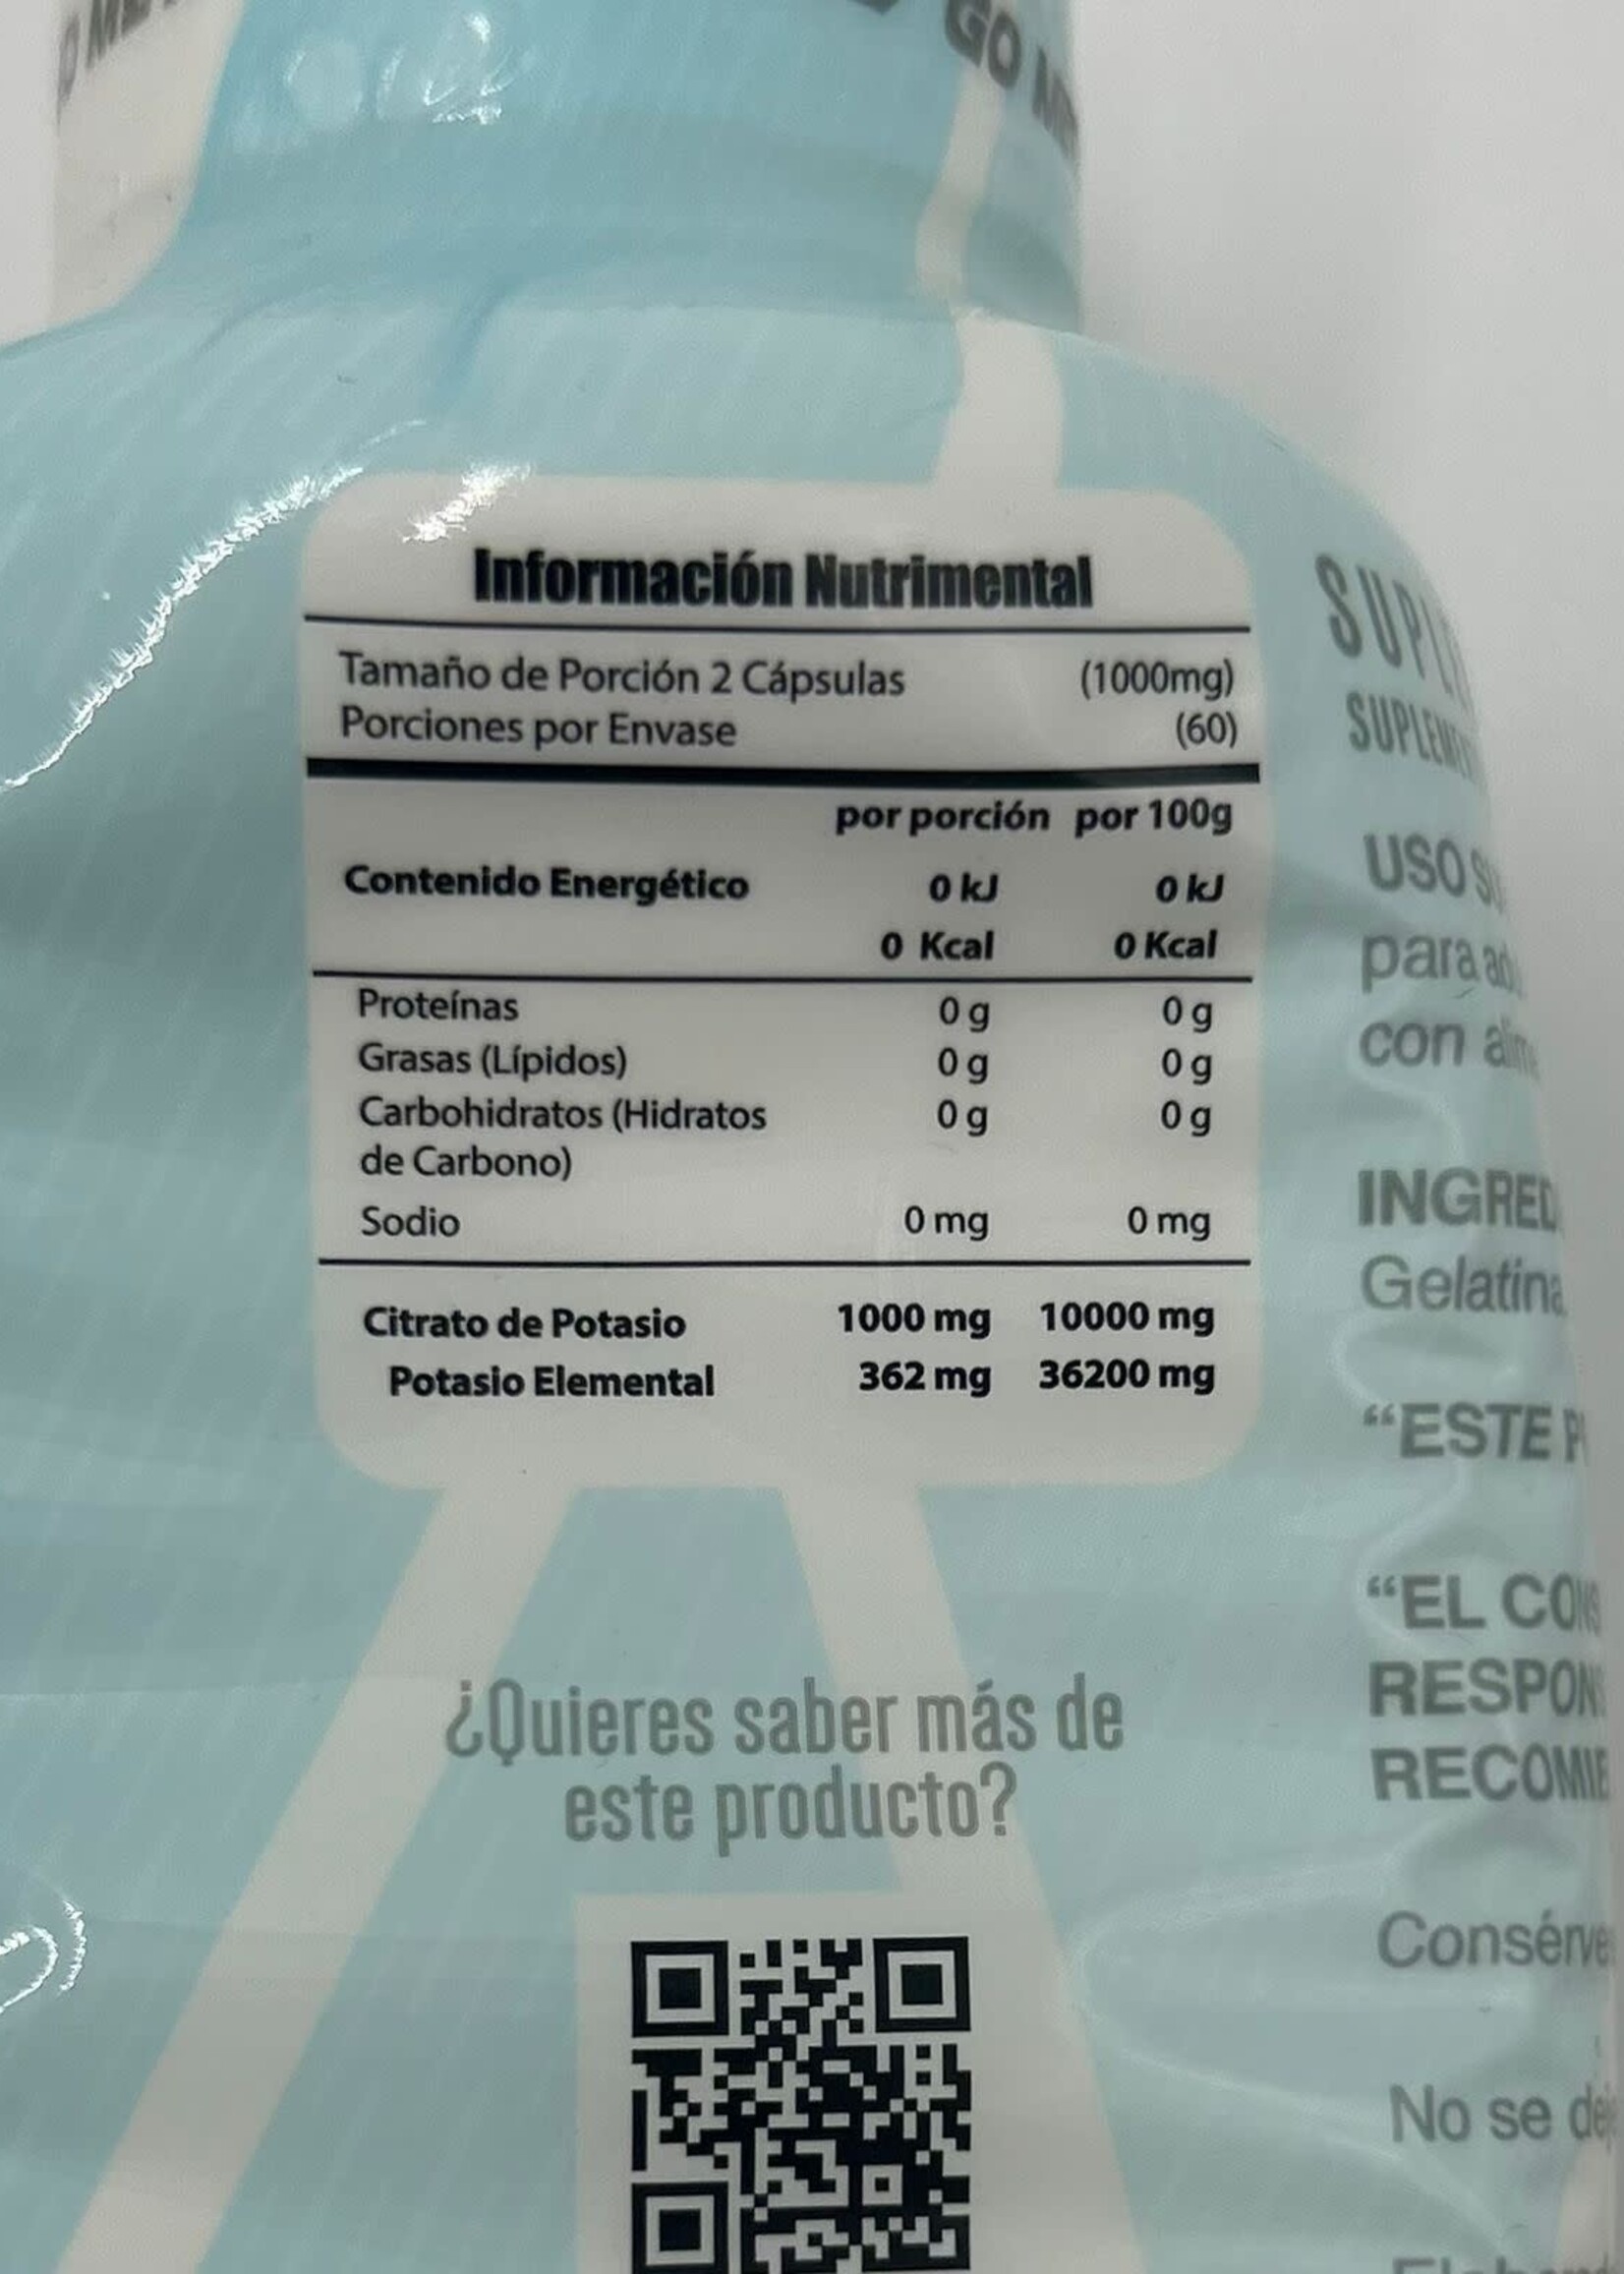 GO
Información Nutrimental
Tamaño de Porción 2 Cápsulas (1000mg)
Porciones por Envase (60)
por porción por 100g
Contenido Energético 0 kJ 0 kJ
0 Kcal 0 Kcal
Proteínas 0 g 0 g
Grasas (Lípidos) 0 g 0 g
Carbohidratos (Hidratos 0 g 0 g
de Carbono)
Sodio 0 mg 0 mg
Citrato de Potasio 1000 mg 10000 mg
Potasio Elemental 362 mg 36200 mg
¿Quieres saber más de
este producto?
USO
para
con
Gelatina
"ESTE
"EL
No se